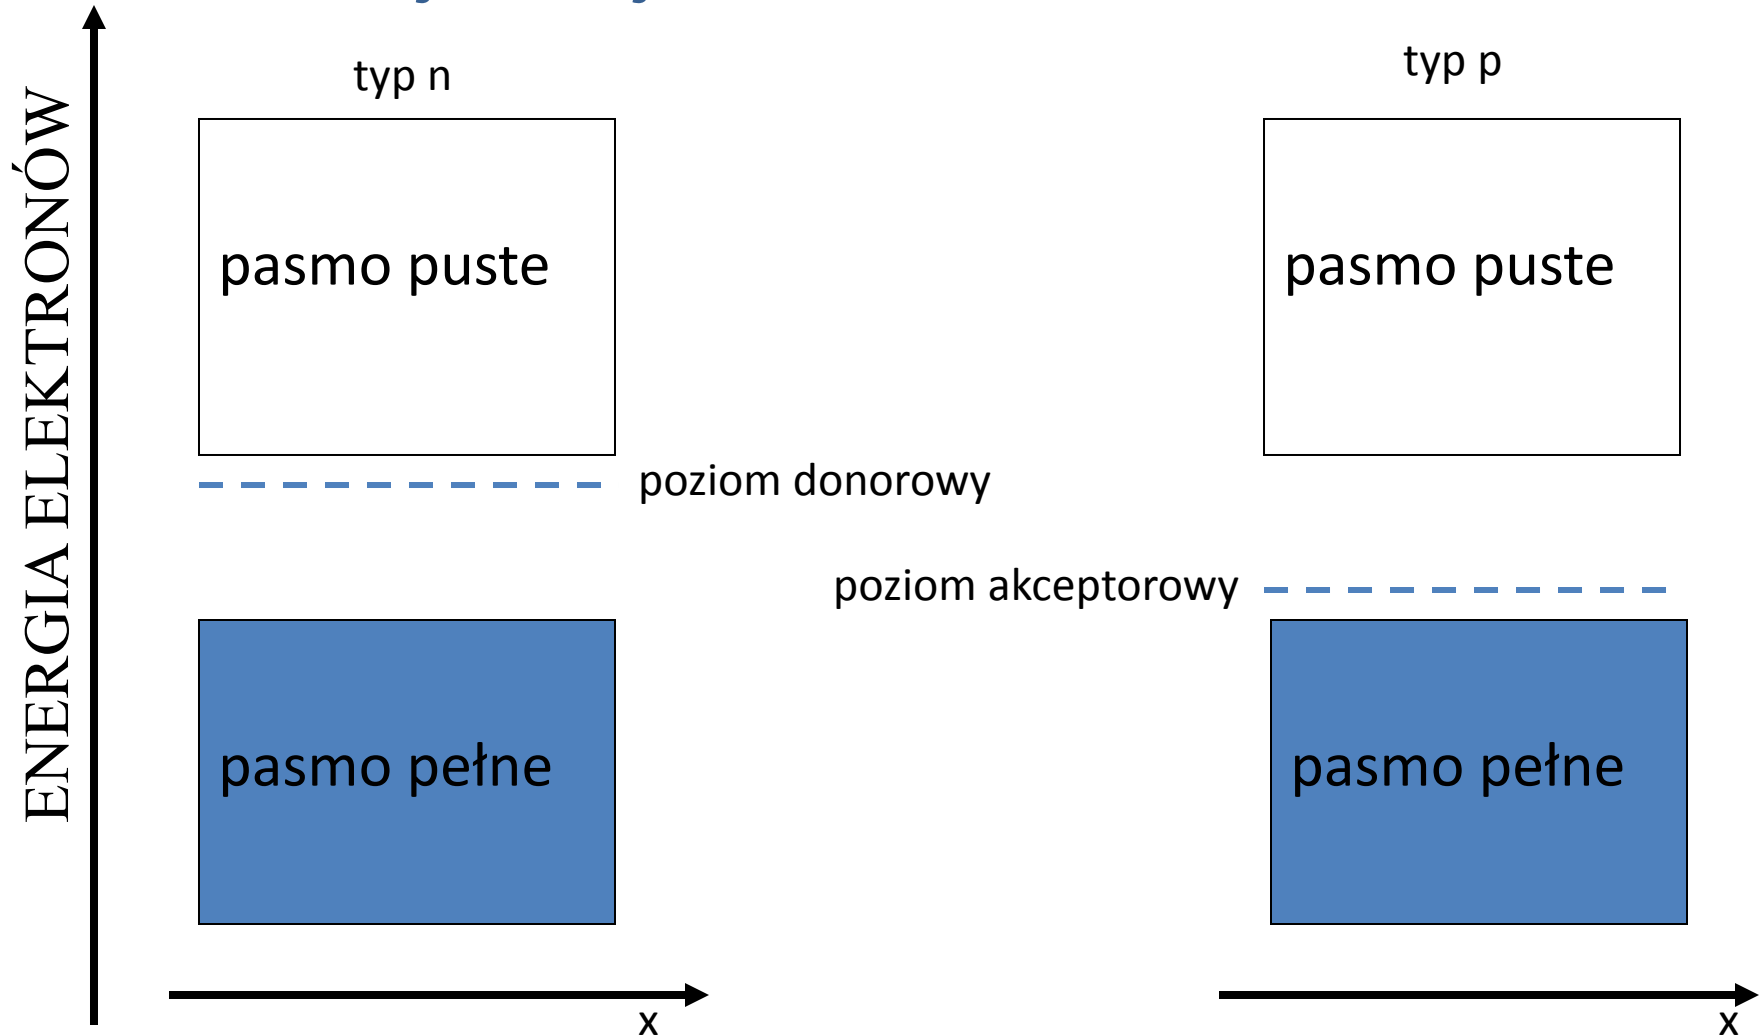 typ n
typ p
ENERGIA ELEKTRONÓW
pasmo puste
pasmo puste
poziom donorowy
poziom akceptorowy
pasmo pełne
pasmo pełne
x
x